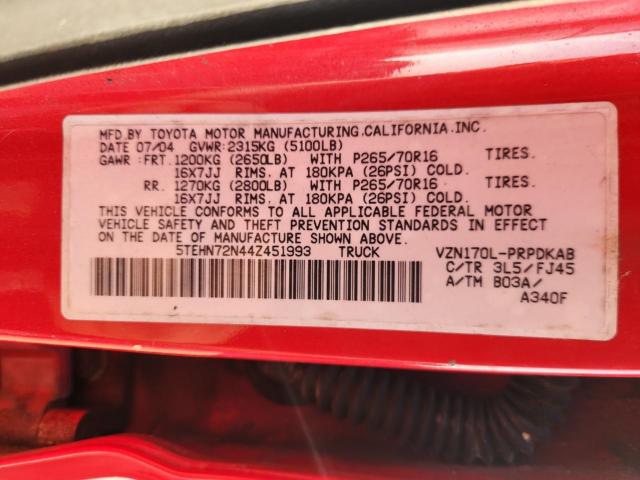 MFD.BY TOYOTA MOTOR MANUFACTURING.CALIFORNIA.INC.
DATE 07/04 GVWR:2315KG (5100LB)
GAWR: FRT.1200KG (2650LB) WITH P265/70R16 TIRES.
16X7JJ RIMS. AT 180KPA (26PSI) COLD.
RR. 1270KG (2800LB) WITH P265/70R16 TIRES.
16X7JJ RIMS. AT 180KPA (26PSI) COLD.
THIS VEHICLE CONFORMS TO ALL APPLICABLE FEDERAL MOTOR
VEHICLE SAFETY AND THEFT PREVENTION STANDARDS IN EFFECT
ON THE DATE OF MANUFACTURE SHOWN ABOVE.
5TEHN72N44Z451993 TRUCK VZN170L-PRPDKAB
C/TR 3L5/FJ45
A/TM B03A/
A340F